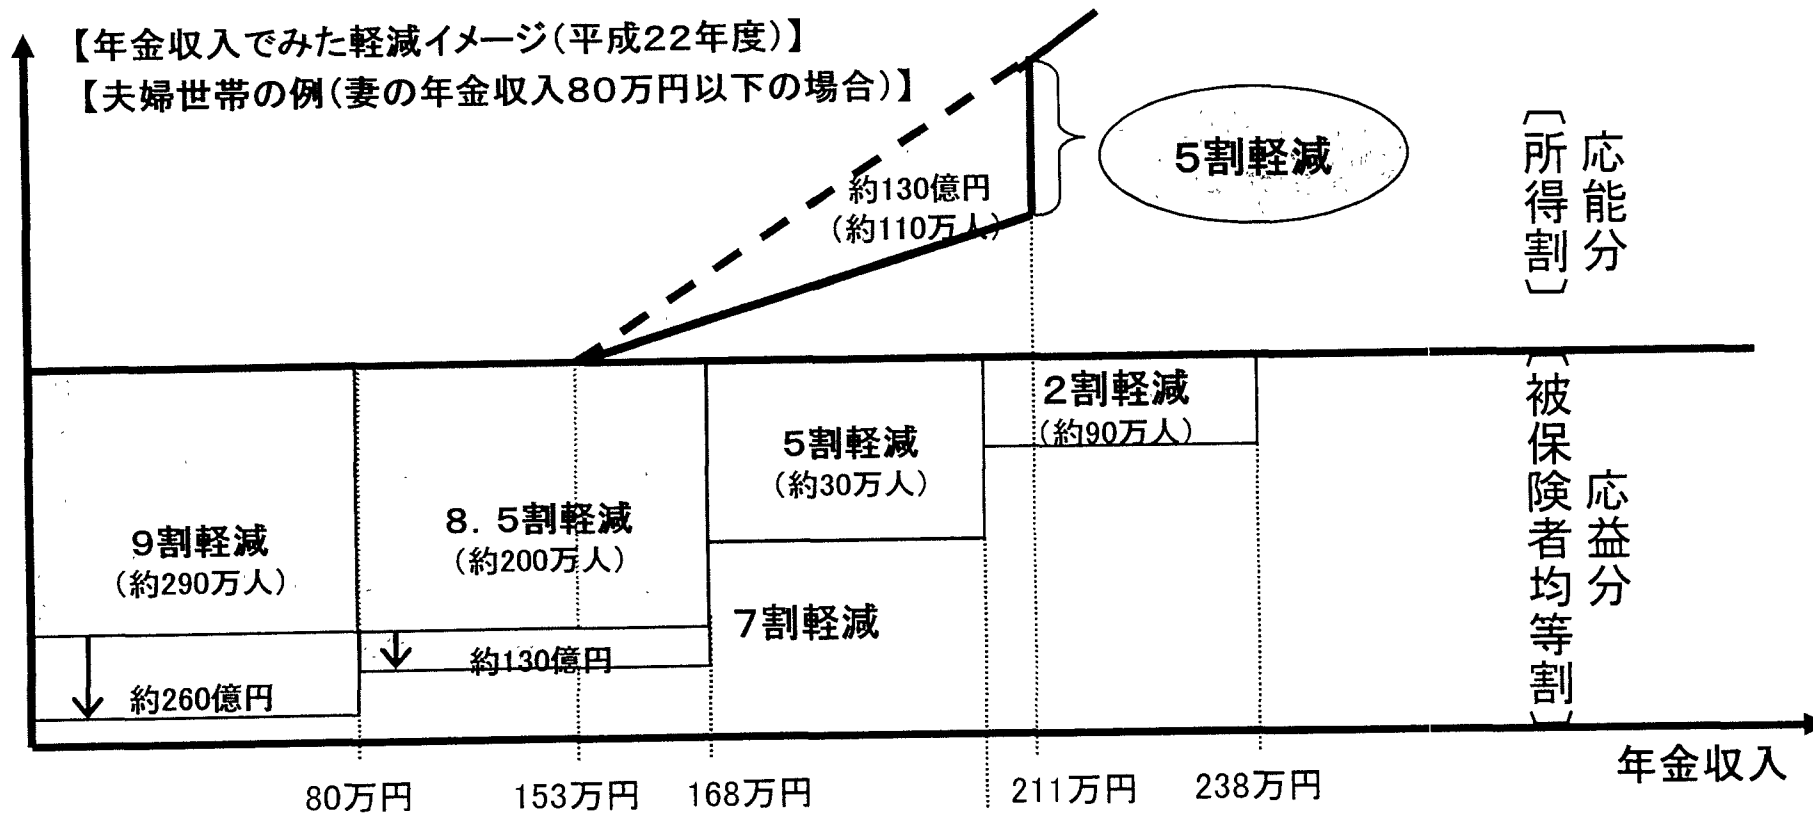 【年金収入でみた軽減イメージ(平成22年度)】
【夫婦世帯の例(妻の年金収入80万円以下の場合)】
約130億円
(約110万人)
5割軽減
応能分
〔所得割〕
9割軽減
(約290万人)
約260億円
8.5割軽減
(約200万人)
約130億円
5割軽減
(約30万人)
7割軽減
2割軽減
(約90万人)
応益分
〔被保険者均等割〕
80万円
153万円
168万円
211万円
238万円
年金収入